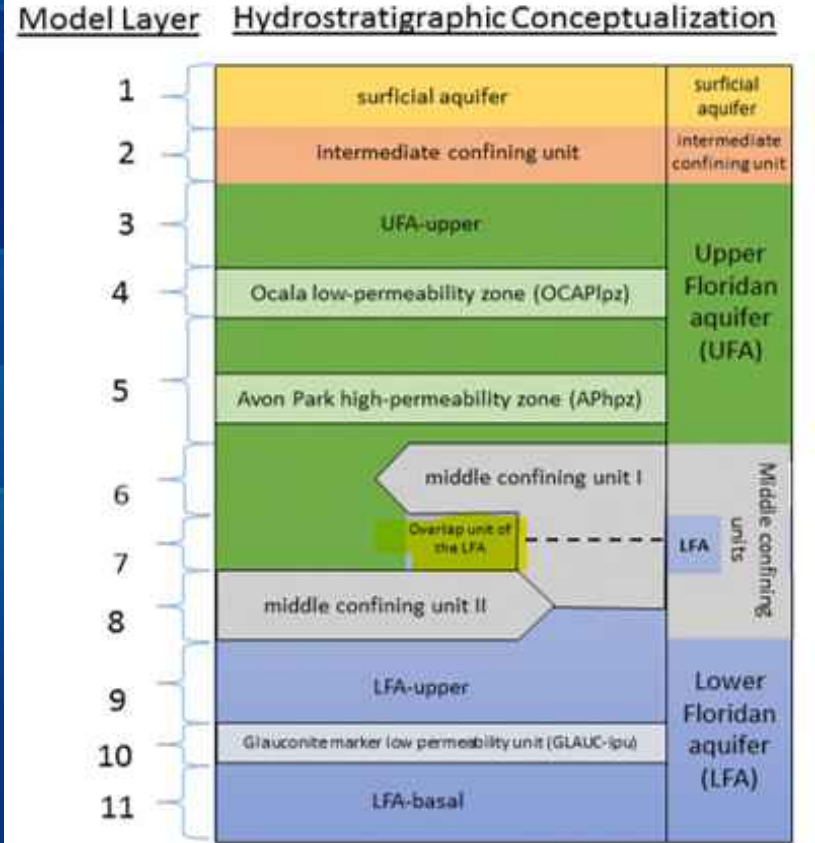 Model Layer Hydrostratigraphic Conceptualization
1
surficial aquifer
surficial
aquifer
2
intermediate confining unit
intermediate
confining unit
3
UFA-upper
Upper
Floridan
aquifer
(UFA)
4
Ocala low-permeability zone (OCAPlpz)
5
Avon Park high-permeability zone (APhpz)
6
middle confining unit I
Middle confining
units
7
Overlap unit of
the LFA
LFA
8
middle confining unit II
9
LFA-upper
Lower
Floridan
aquifer
(LFA)
10
Glauconite marker low permeability unit (GLAUC-lpu)
11
LFA-basal